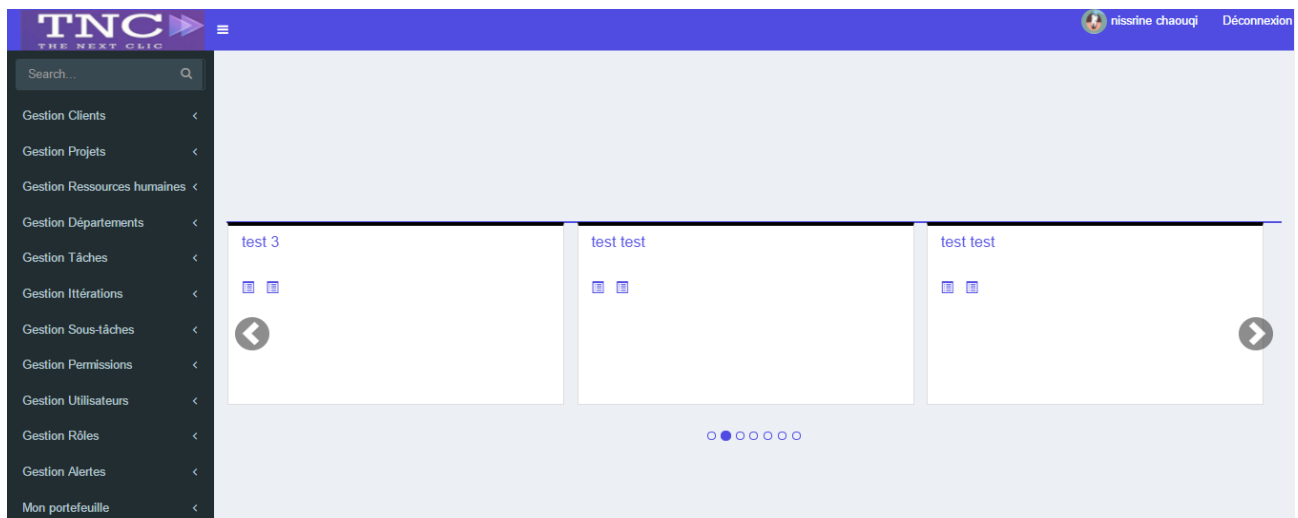 TNC
THE NEXT CLIC
nissrine chaouqi
Déconnexion
Search...
Gestion Clients
Gestion Projets
Gestion Ressources humaines
Gestion Départements
Gestion Tâches
Gestion Ittérations
Gestion Sous-tâches
Gestion Permissions
Gestion Utilisateurs
Gestion Rôles
Gestion Alertes
Mon portefeuille
test 3
test test
test test